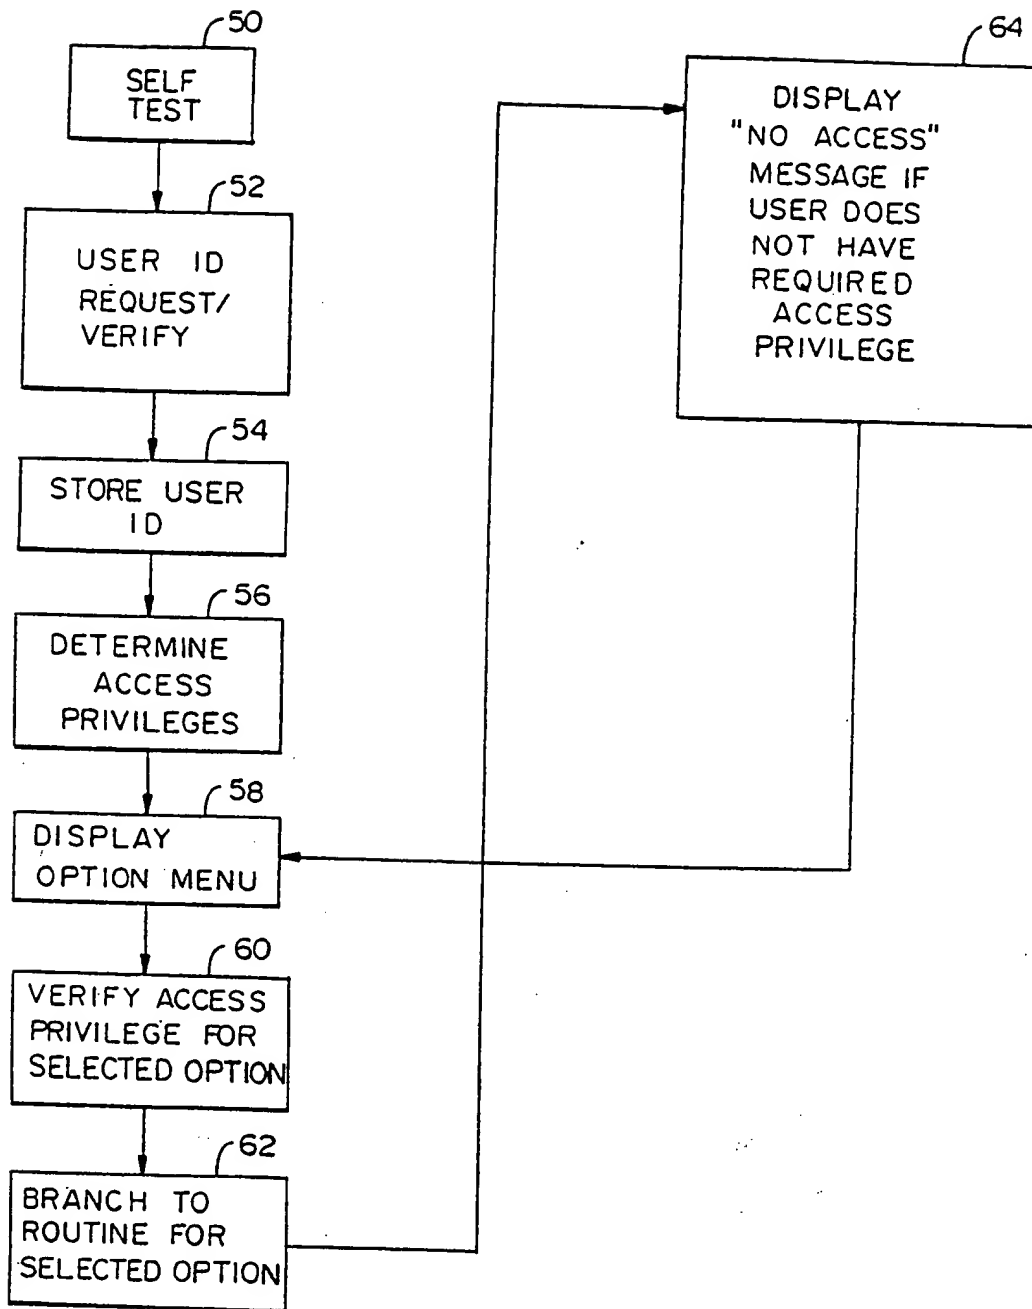 50
SELF
TEST
52
USER ID
REQUEST/
VERIFY
54
STORE USER
ID
56
DETERMINE
ACCESS
PRIVILEGES
58
DISPLAY
OPTION MENU
60
VERIFY ACCESS
PRIVILEGE FOR
SELECTED OPTION
62
BRANCH TO
ROUTINE FOR
SELECTED OPTION
64
DISPLAY
"NO ACCESS"
MESSAGE IF
USER DOES
NOT HAVE
REQUIRED
ACCESS
PRIVILEGE